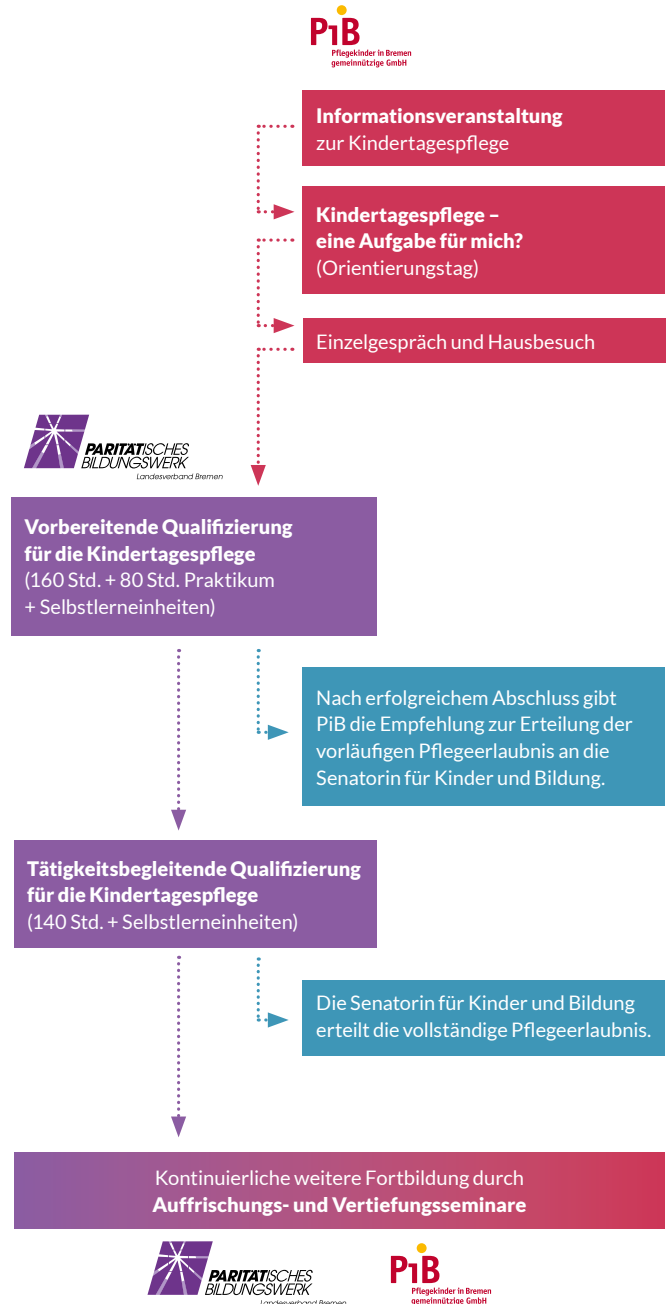 PiB
Pflegekinder in Bremen
gemeinnützige GmbH
Informationsveranstaltung
zur Kindertagespflege
Kindertagespflege –
eine Aufgabe für mich?
(Orientierungstag)
Einzelgespräch und Hausbesuch
PARITÄTISCHES
BILDUNGSWERK
Landesverband Bremen
Vorbereitende Qualifizierung
für die Kindertagespflege
(160 Std. + 80 Std. Praktikum
+ Selbstlerneinheiten)
Nach erfolgreichem Abschluss gibt
PiB die Empfehlung zur Erteilung der
vorläufigen Pflegeerlaubnis an die
Senatorin für Kinder und Bildung.
Tätigkeitsbegleitende Qualifizierung
für die Kindertagespflege
(140 Std. + Selbstlerneinheiten)
Die Senatorin für Kinder und Bildung
erteilt die vollständige Pflegeerlaubnis.
Kontinuierliche weitere Fortbildung durch
Auffrischungs- und Vertiefungsseminare
PARITÄTISCHES
BILDUNGSWERK
Landesverband Bremen
PiB
Pflegekinder in Bremen
gemeinnützige GmbH